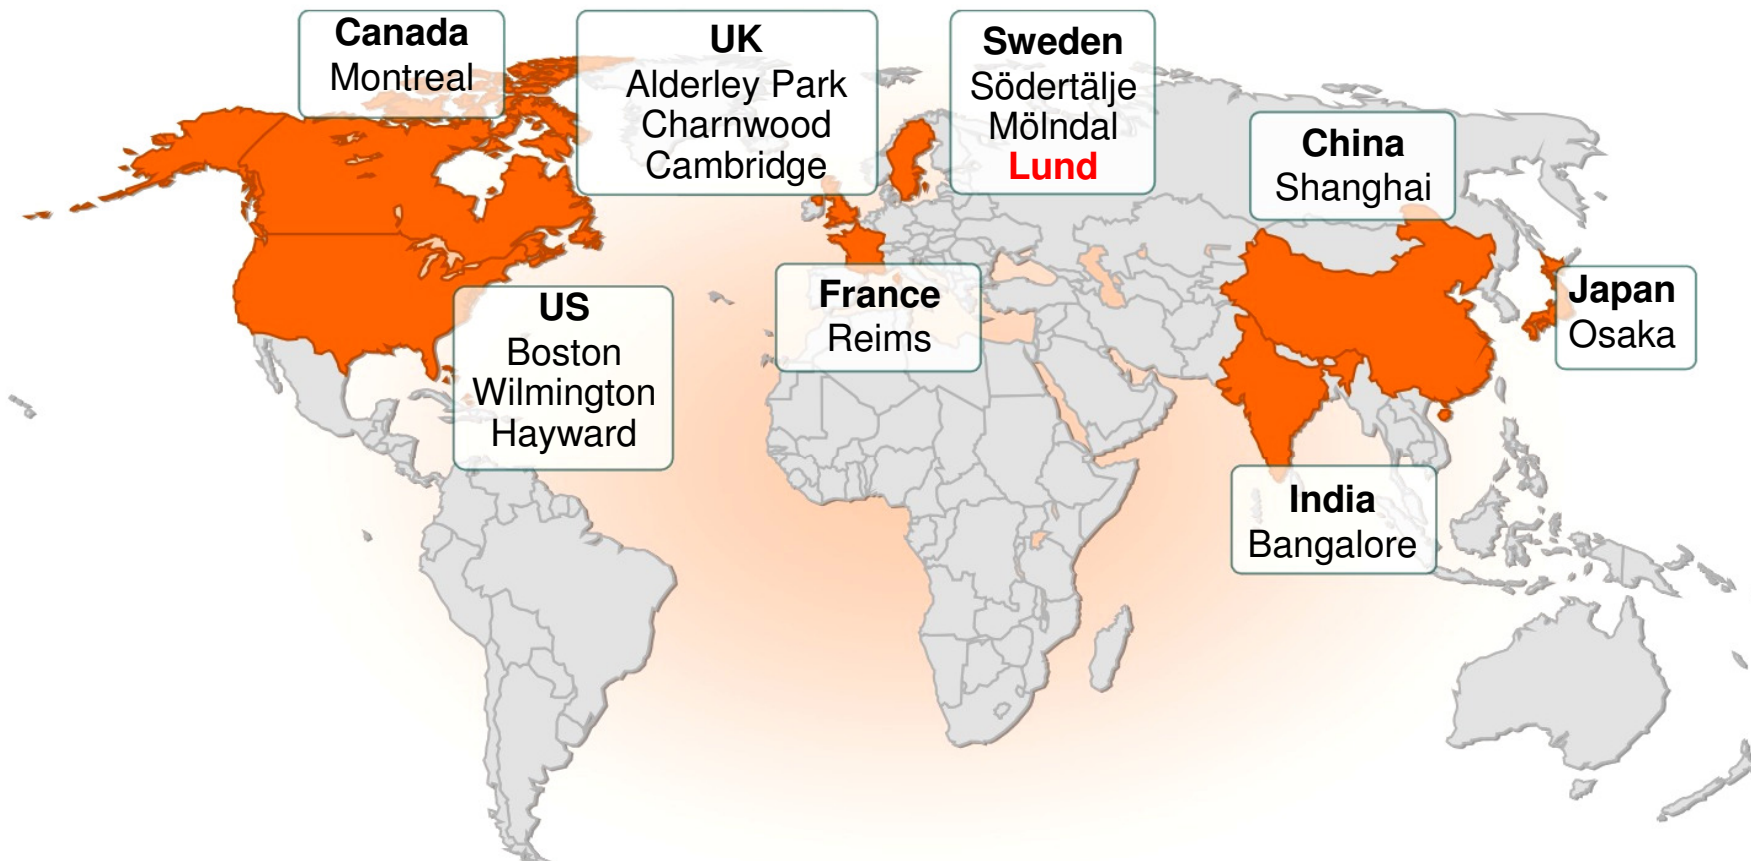 Canada
Montreal
UK
Alderley Park
Charnwood
Cambridge
Sweden
Södertälje
Mölndal
Lund
China
Shanghai
US
Boston
Wilmington
Hayward
France
Reims
Japan
Osaka
India
Bangalore